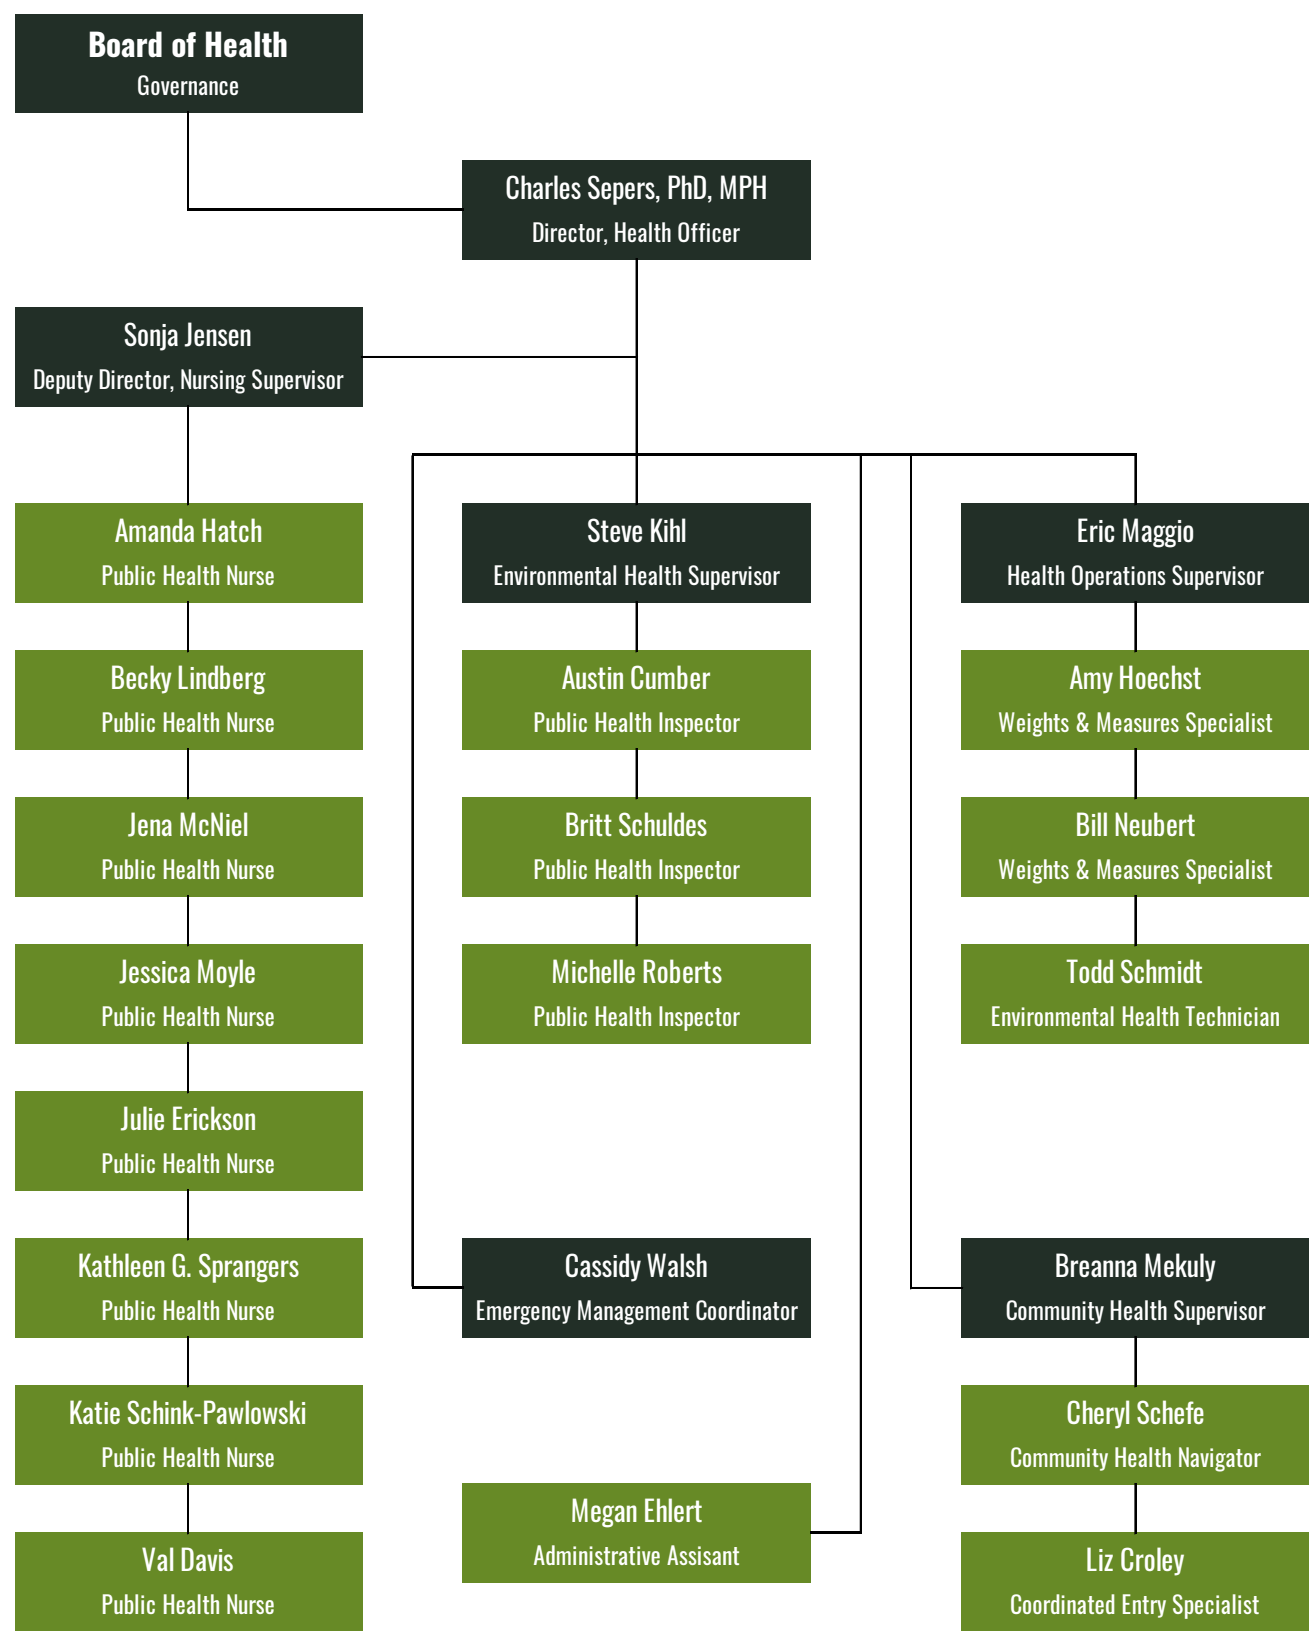 Board of Health
Governance
Charles Sepers, PhD, MPH
Director, Health Officer
Sonja Jensen
Deputy Director, Nursing Supervisor
Amanda Hatch
Public Health Nurse
Becky Lindberg
Public Health Nurse
Jena McNiel
Public Health Nurse
Jessica Moyle
Public Health Nurse
Julie Erickson
Public Health Nurse
Kathleen G. Sprangers
Public Health Nurse
Katie Schink-Pawlowski
Public Health Nurse
Val Davis
Public Health Nurse
Steve Kihl
Environmental Health Supervisor
Austin Cumber
Public Health Inspector
Britt Schuldes
Public Health Inspector
Michelle Roberts
Public Health Inspector
Cassidy Walsh
Emergency Management Coordinator
Megan Ehlert
Administrative Assisant
Eric Maggio
Health Operations Supervisor
Amy Hoechst
Weights & Measures Specialist
Bill Neubert
Weights & Measures Specialist
Todd Schmidt
Environmental Health Technician
Breanna Mekuly
Community Health Supervisor
Cheryl Schefe
Community Health Navigator
Liz Croley
Coordinated Entry Specialist